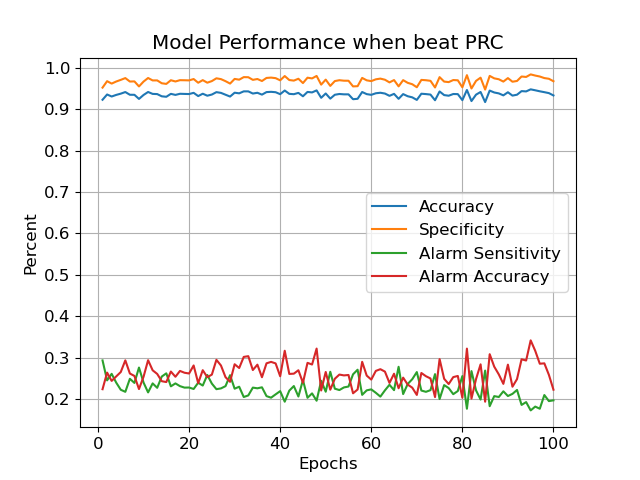 Model Performance when beat PRC
1.0
0.9
0.8
0.7
0.6
0.5
0.4
0.3
0.2
Percent
Accuracy
Specificity
Alarm Sensitivity
Alarm Accuracy
0 20 40 60 80 100
Epochs